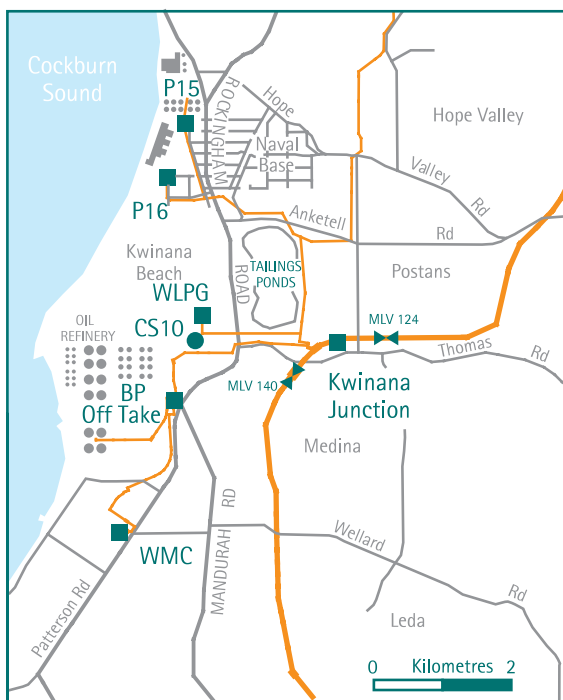 Cockburn
Sound
P15
ROCKINGHAM
Hope
Hope Valley
Naval
Base
Valley
Rd
P16
Anketell
Rd
Kwinana
Beach
ROAD
TAILINGS
PONDS
Postans
WLPG
MLV 124
OIL
REFINERY
CS10
Thomas
Rd
BP
Off Take
MLV 140
Kwinana
Junction
Medina
RD
MANDURAH
WMC
Wellard
Rd
Patterson Rd
Leda
0 Kilometres 2